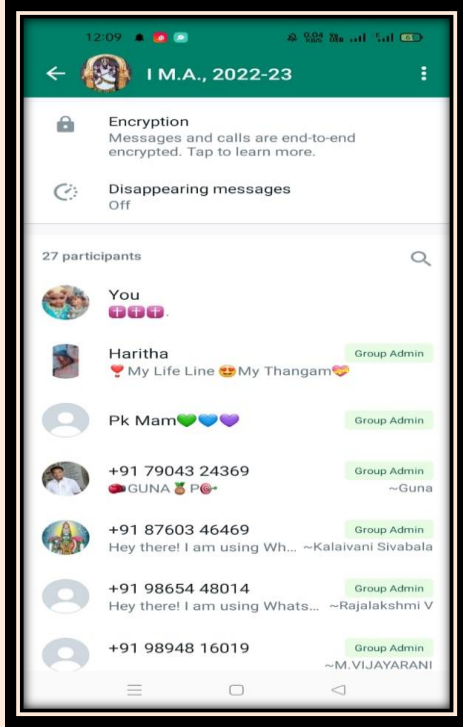 12:09
I M.A., 2022-23
Encryption
Messages and calls are end-to-end
encrypted. Tap to learn more.
Disappearing messages
Off
27 participants
You
✝️✝️✝️.
Haritha Group Admin
❣️My Life Line 😍My Thangam💝
Pk Mam💚💙💜 Group Admin
+91 79043 24369 Group Admin
GUNA🍍P🎯 ~Guna
+91 87603 46469 Group Admin
Hey there! I am using Wh... ~Kalaivani Sivabala
+91 98654 48014 Group Admin
Hey there! I am using Whats... ~Rajalakshmi V
+91 98948 16019 Group Admin
~M.VIJAYARANI